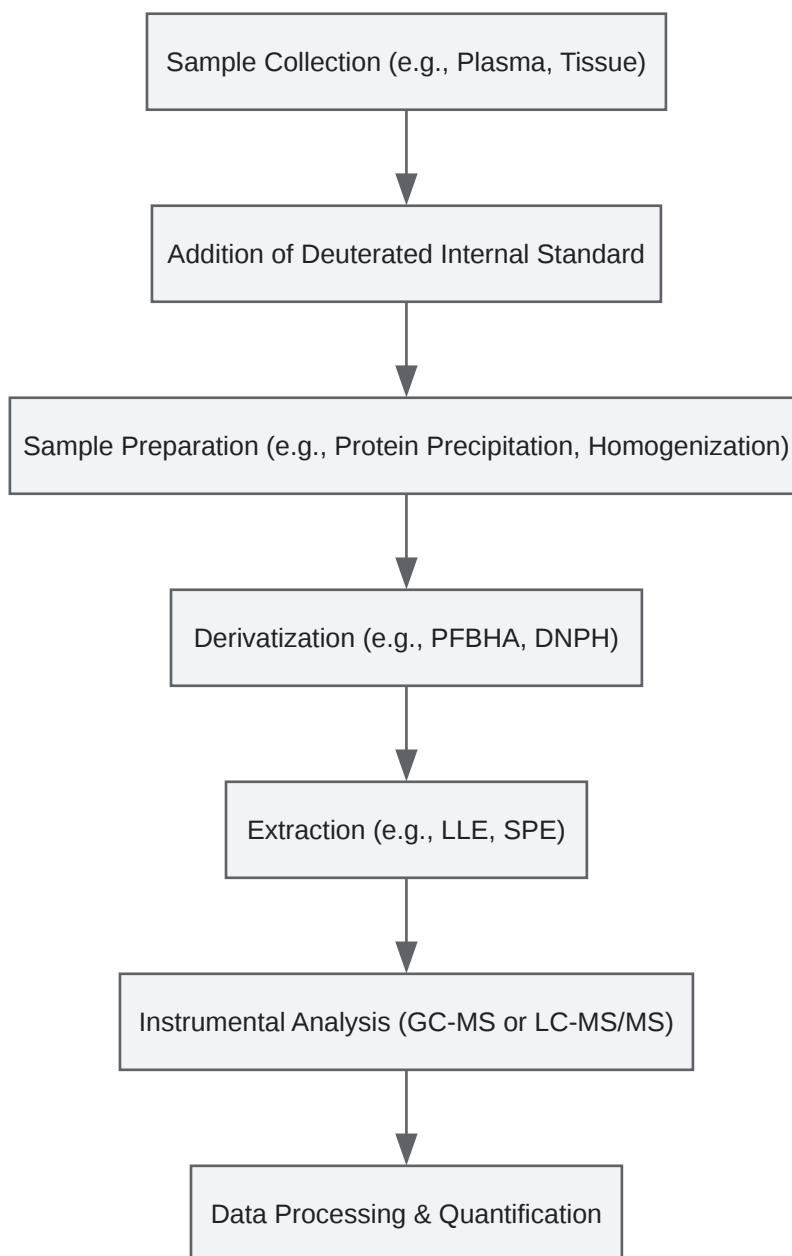 Sample Collection (e.g., Plasma, Tissue)
Addition of Deuterated Internal Standard
Sample Preparation (e.g., Protein Precipitation, Homogenization)
Derivatization (e.g., PFBHA, DNPH)
Extraction (e.g., LLE, SPE)
Instrumental Analysis (GC-MS or LC-MS/MS)
Data Processing & Quantification